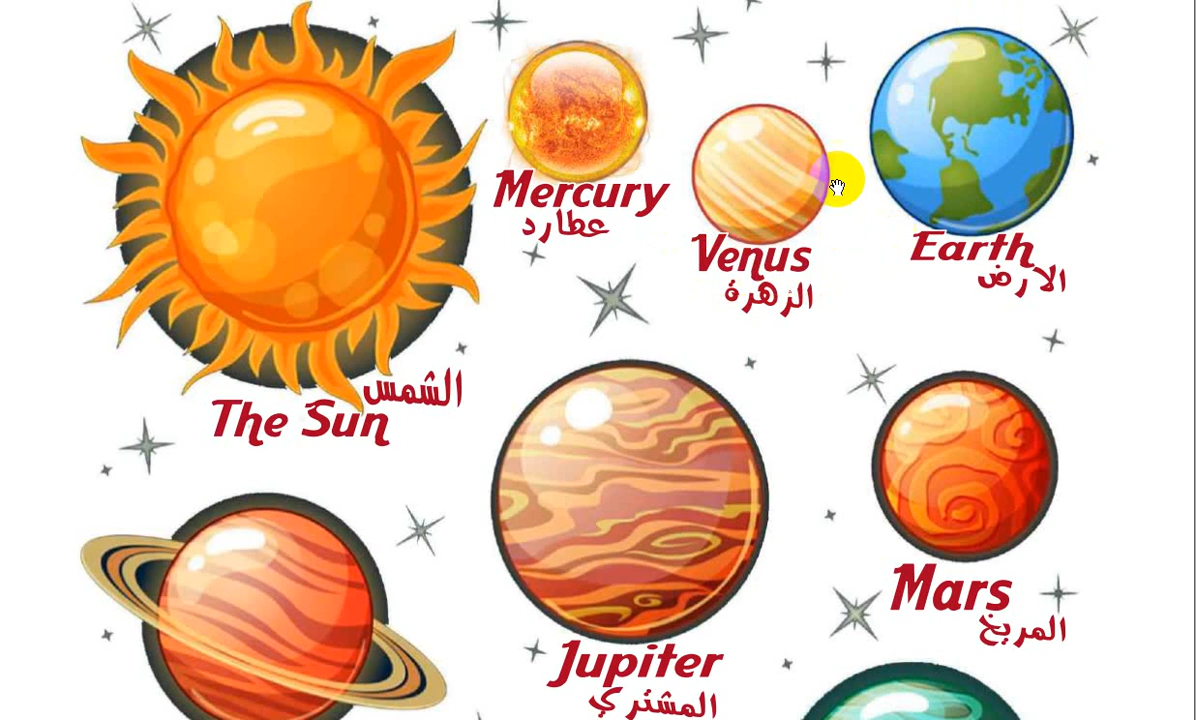 Mercury
عطارد
Venus
الزهرة
Earth
الارض
The Sun
الشمس
Mars
المريخ
Jupiter
المشتري